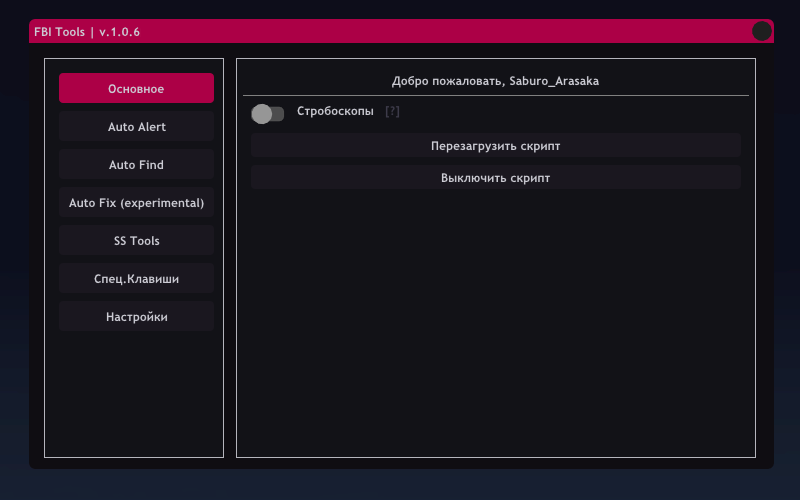 FBI Tools | v.1.0.6
Основное
Auto Alert
Auto Find
Auto Fix (experimental)
SS Tools
Спец.Клавиши
Настройки
Добро пожаловать, Saburo_Arasaka
Стробоскопы [?]
Перезагрузить скрипт
Выключить скрипт